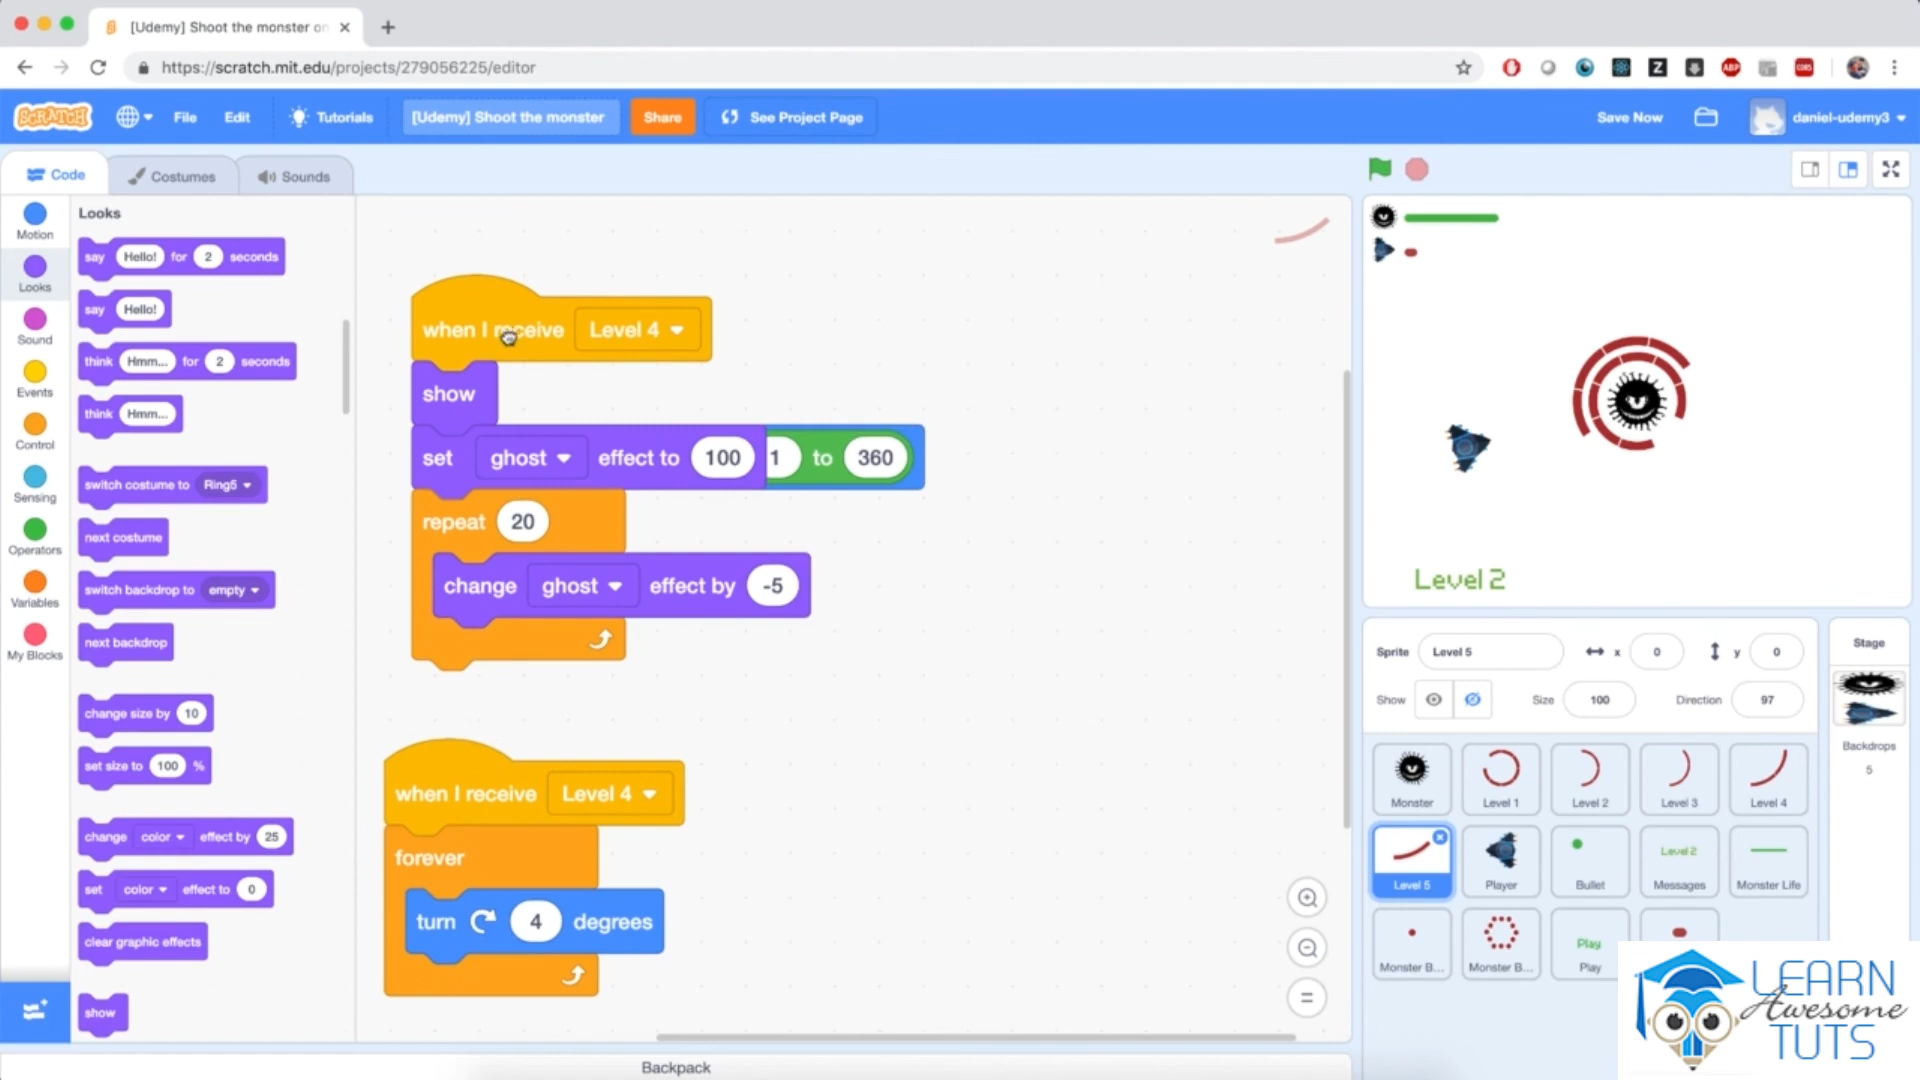 [Udemy] Shoot the monster on
https://scratch.mit.edu/projects/279056225/editor
SCRATCH
File
Edit
Tutorials
[Udemy] Shoot the monster
Share
See Project Page
Save Now
daniel-udemy3
Code
Costumes
Sounds
Motion
Looks
Sound
Events
Control
Sensing
Operators
Variables
My Blocks
Looks
say Hello! for 2 seconds
say Hello!
think Hmm... for 2 seconds
think Hmm...
switch costume to Ring5
next costume
switch backdrop to empty
next backdrop
change size by 10
set size to 100 %
change color effect by 25
set color effect to 0
clear graphic effects
show
when I receive Level 4
show
set ghost effect to 100 1 to 360
repeat 20
change ghost effect by -5
when I receive Level 4
forever
turn 4 degrees
Backpack
Level 2
Sprite Level 5 x 0 y 0
Show Size 100 Direction 97
Stage
Backdrops
5
Monster
Level 1
Level 2
Level 3
Level 4
Level 5
Player
Bullet
Level 2
Messages
Monster Life
Monster B...
Monster B...
Play
Play
LEARN
Awesome
TUTS
ABP
CORS
Z